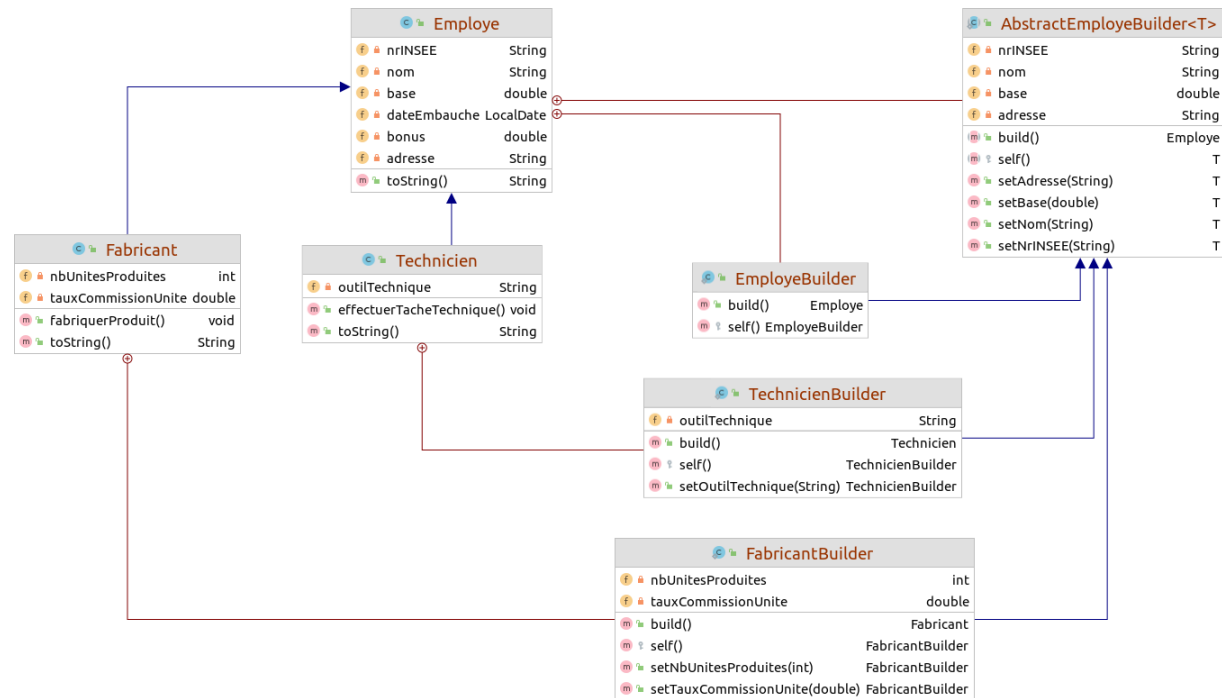 Employe
nrINSEE String
nom String
base double
dateEmbauche LocalDate
bonus double
adresse String
toString() String
AbstractEmployeBuilder<T>
nrINSEE String
nom String
base double
adresse String
build() Employe
self() T
setAdresse(String) T
setBase(double) T
setNom(String) T
setNrINSEE(String) T
Fabricant
nbUnitesProduites int
tauxCommissionUnite double
fabriquerProduit() void
toString() String
Technicien
outilTechnique String
effectuerTacheTechnique() void
toString() String
EmployeBuilder
build() Employe
self() EmployeBuilder
TechnicienBuilder
outilTechnique String
build() Technicien
self() TechnicienBuilder
setOutilTechnique(String) TechnicienBuilder
FabricantBuilder
nbUnitesProduites int
tauxCommissionUnite double
build() Fabricant
self() FabricantBuilder
setNbUnitesProduites(int) FabricantBuilder
setTauxCommissionUnite(double) FabricantBuilder